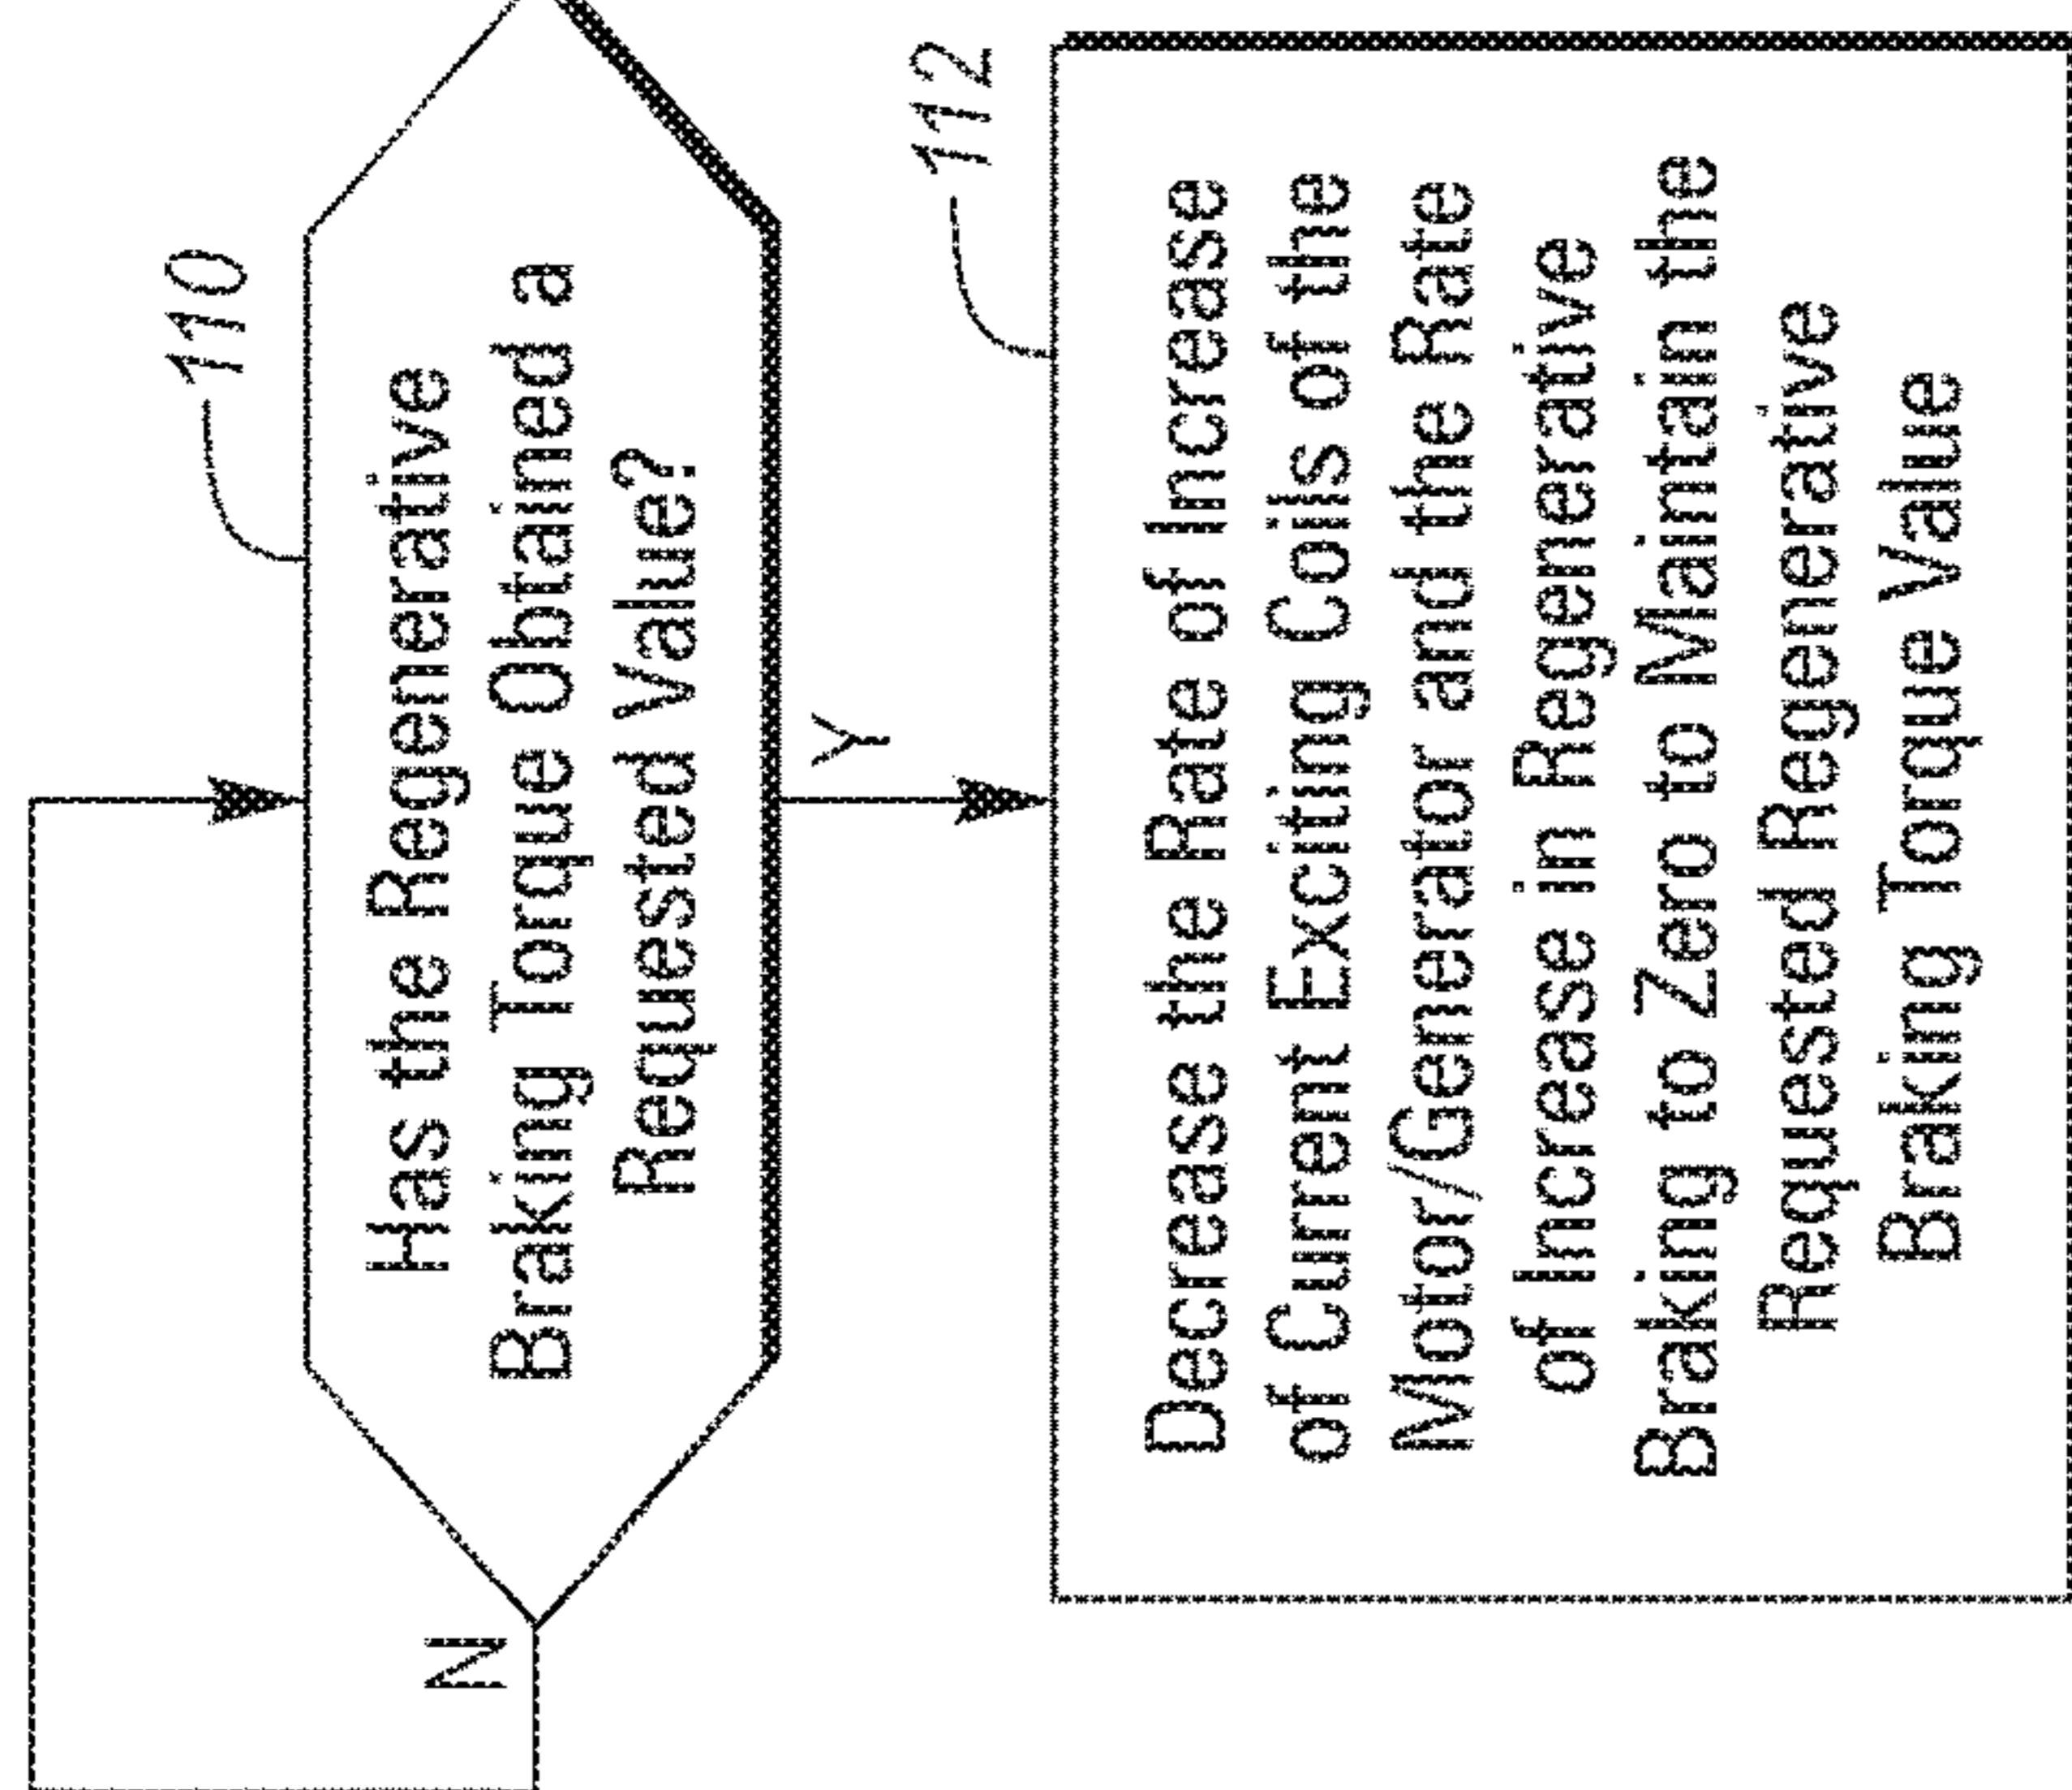 110
Has the Regenerative
Braking Torque Obtained a
Requested Value?
N
Y
112
Decrease the Rate of Increase
of Current Exciting Coils of the
Motor/Generator and the Rate
of Increase in Regenerative
Braking to Zero to Maintain the
Requested Regenerative
Braking Torque Value